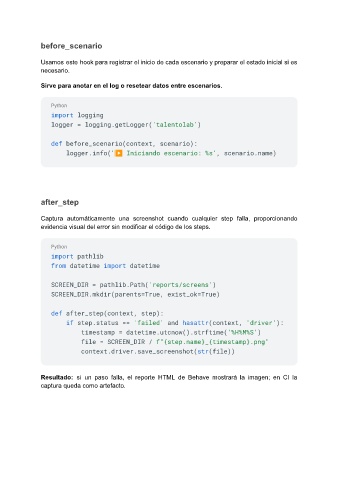 before_scenario
Usamos este hook para registrar el inicio de cada escenario y preparar el estado inicial si es
necesario.
Sirve para anotar en el log o resetear datos entre escenarios.
Python
import logging
logger = logging.getLogger('talentolab')
def before_scenario(context, scenario):
logger.info('▶️ Iniciando escenario: %s', scenario.name)
after_step
Captura automáticamente una screenshot cuando cualquier step falla, proporcionando
evidencia visual del error sin modificar el código de los steps.
Python
import pathlib
from datetime import datetime
SCREEN_DIR = pathlib.Path('reports/screens')
SCREEN_DIR.mkdir(parents=True, exist_ok=True)
def after_step(context, step):
if step.status == 'failed' and hasattr(context, 'driver'):
timestamp = datetime.utcnow().strftime('%H%M%S')
file = SCREEN_DIR / f"{step.name}_{timestamp}.png"
context.driver.save_screenshot(str(file))
Resultado: si un paso falla, el reporte HTML de Behave mostrará la imagen; en CI la
captura queda como artefacto.